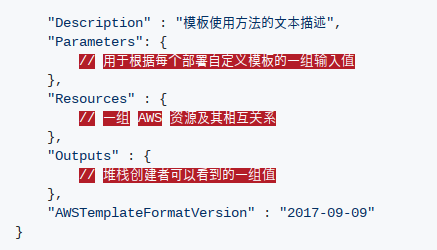 "Description" : "模板使用方法的文本描述",
"Parameters": {
// 用于根据每个部署自定义模板的一组输入值
},
"Resources" : {
// 一组 AWS 资源及其相互关系
},
"Outputs" : {
// 堆栈创建者可以看到的一组值
},
"AWSTemplateFormatVersion" : "2017-09-09"
}